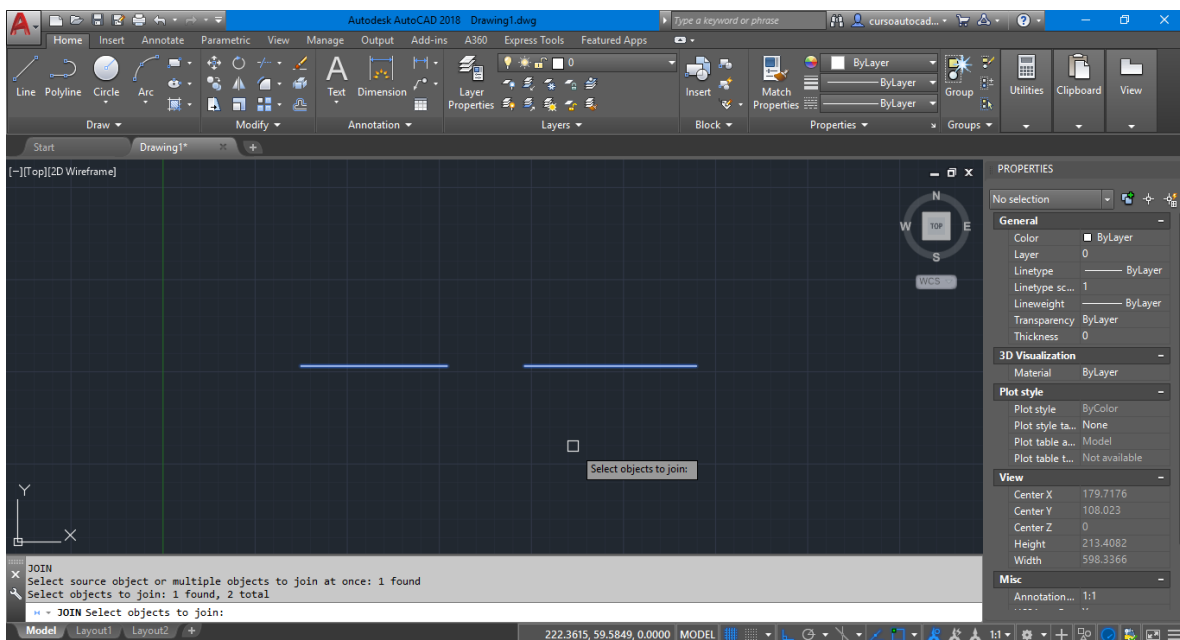 Autodesk AutoCAD 2018 Drawing1.dwg
Type a keyword or phrase
cursoautocad...
Home Insert Annotate Parametric View Manage Output Add-ins A360 Express Tools Featured Apps
0
ByLayer
Line Polyline Circle Arc
Text Dimension
Layer Properties
Insert
Match Properties
ByLayer
ByLayer
Group
Utilities Clipboard View
Draw Modify Annotation Layers Block Properties Groups
Start Drawing1* +
[−][Top][2D Wireframe]
N
W TOP E
S
WCS
Select objects to join:
Y
X
PROPERTIES
No selection
General
Color ByLayer
Layer 0
Linetype ByLayer
Linetype sc... 1
Lineweight ByLayer
Transparency ByLayer
Thickness 0
3D Visualization
Material ByLayer
Plot style
Plot style ByColor
Plot style ta... None
Plot table a... Model
Plot table t... Not available
View
Center X 179.7176
Center Y 108.023
Center Z 0
Height 213.4082
Width 598.3366
Misc
Annotation... 1:1
JOIN
Select source object or multiple objects to join at once: 1 found
Select objects to join: 1 found, 2 total
JOIN Select objects to join:
Model Layout1 Layout2 +
222.3615, 59.5849, 0.0000 MODEL 1:1